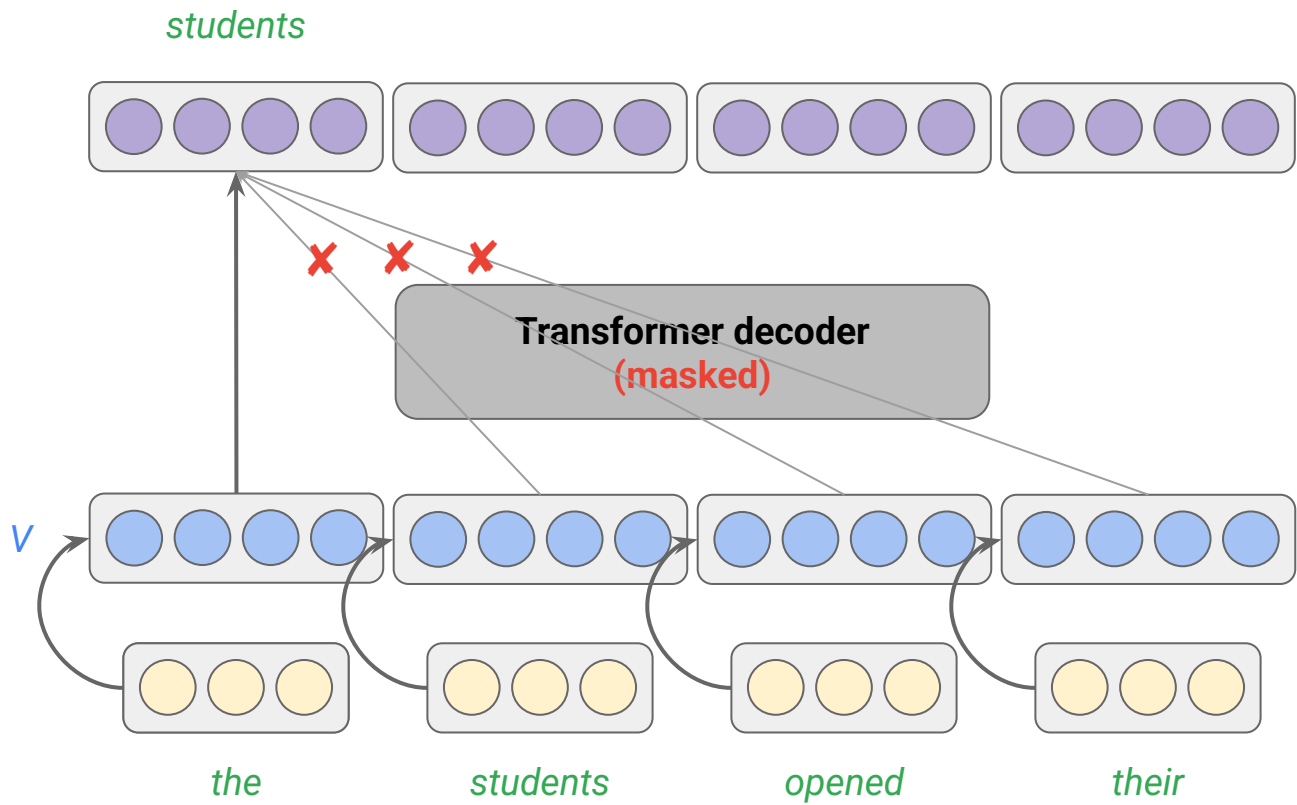 students
Transformer decoder
(masked)
V
the students opened their